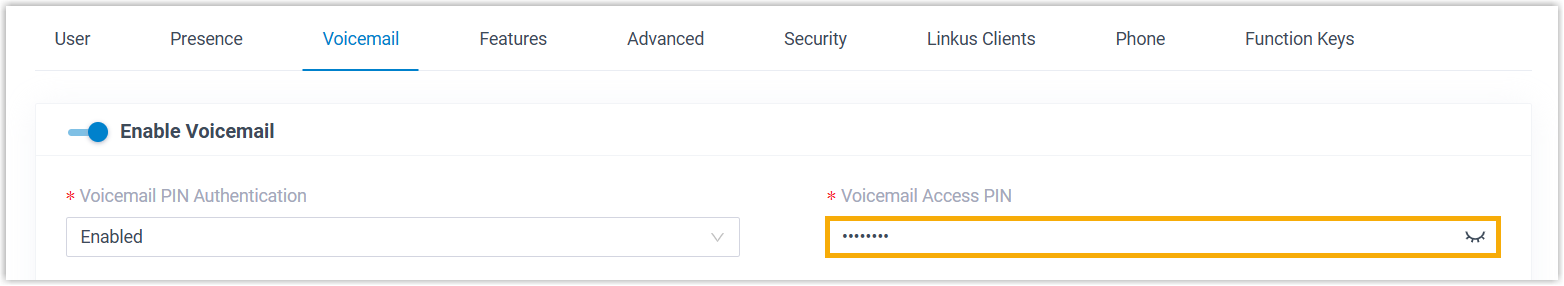 User Presence Voicemail Features Advanced Security Linkus Clients Phone Function Keys
Enable Voicemail
* Voicemail PIN Authentication * Voicemail Access PIN
Enabled ••••••••